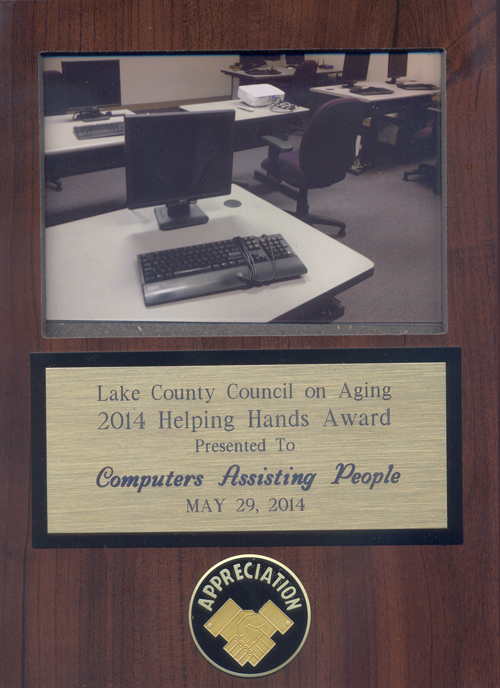 Lake County Council on Aging
2014 Helping Hands Award
Presented To
Computers Assisting People
MAY 29, 2014
APPRECIATION